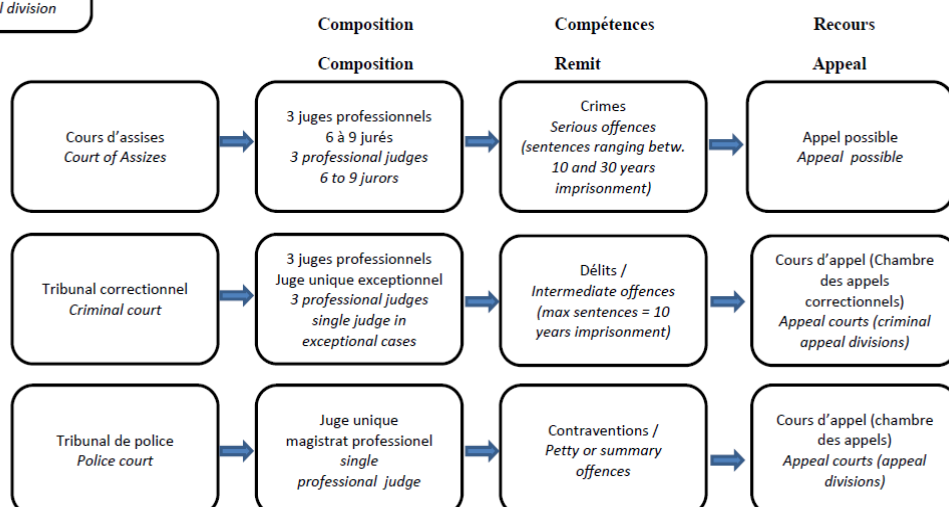 l division
Composition Compétences Recours
Composition Remit Appeal
Cours d'assises
Court of Assizes
3 juges professionnels
6 à 9 jurés
3 professional judges
6 to 9 jurors
Crimes
Serious offences
(sentences ranging betw.
10 and 30 years
imprisonment)
Appel possible
Appeal possible
Tribunal correctionnel
Criminal court
3 juges professionnels
Juge unique exceptionnel
3 professional judges
single judge in
exceptional cases
Délits /
Intermediate offences
(max sentences = 10
years imprisonment)
Cours d'appel (Chambre
des appels
correctionnels)
Appeal courts (criminal
appeal divisions)
Tribunal de police
Police court
Juge unique
magistrat professionel
single
professional judge
Contraventions /
Petty or summary
offences
Cours d'appel (chambre
des appels)
Appeal courts (appeal
divisions)